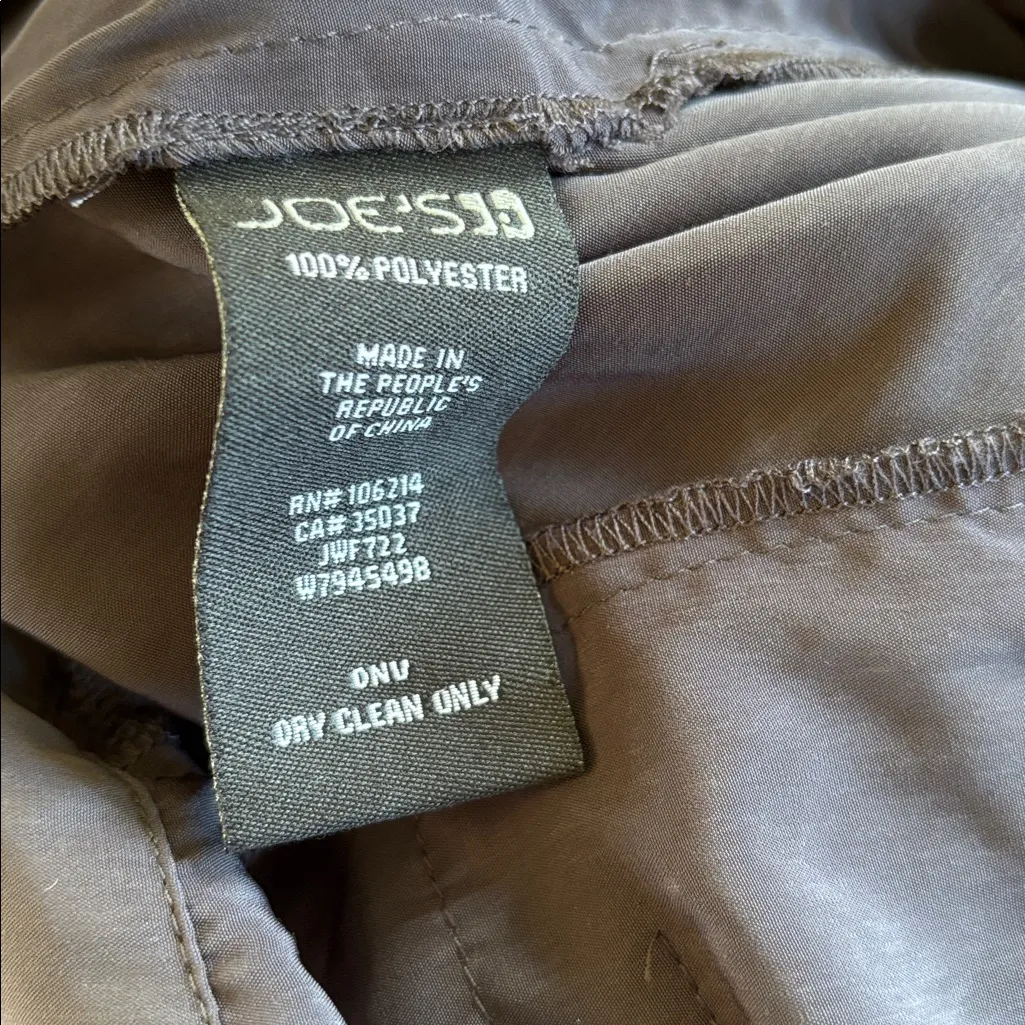 JOE'S
100% POLYESTER
MADE IN
THE PEOPLE'S
REPUBLIC
OF CHINA
RN# 106214
CA# 35037
JWF722
W7945498
ONV
DRY CLEAN ONLY